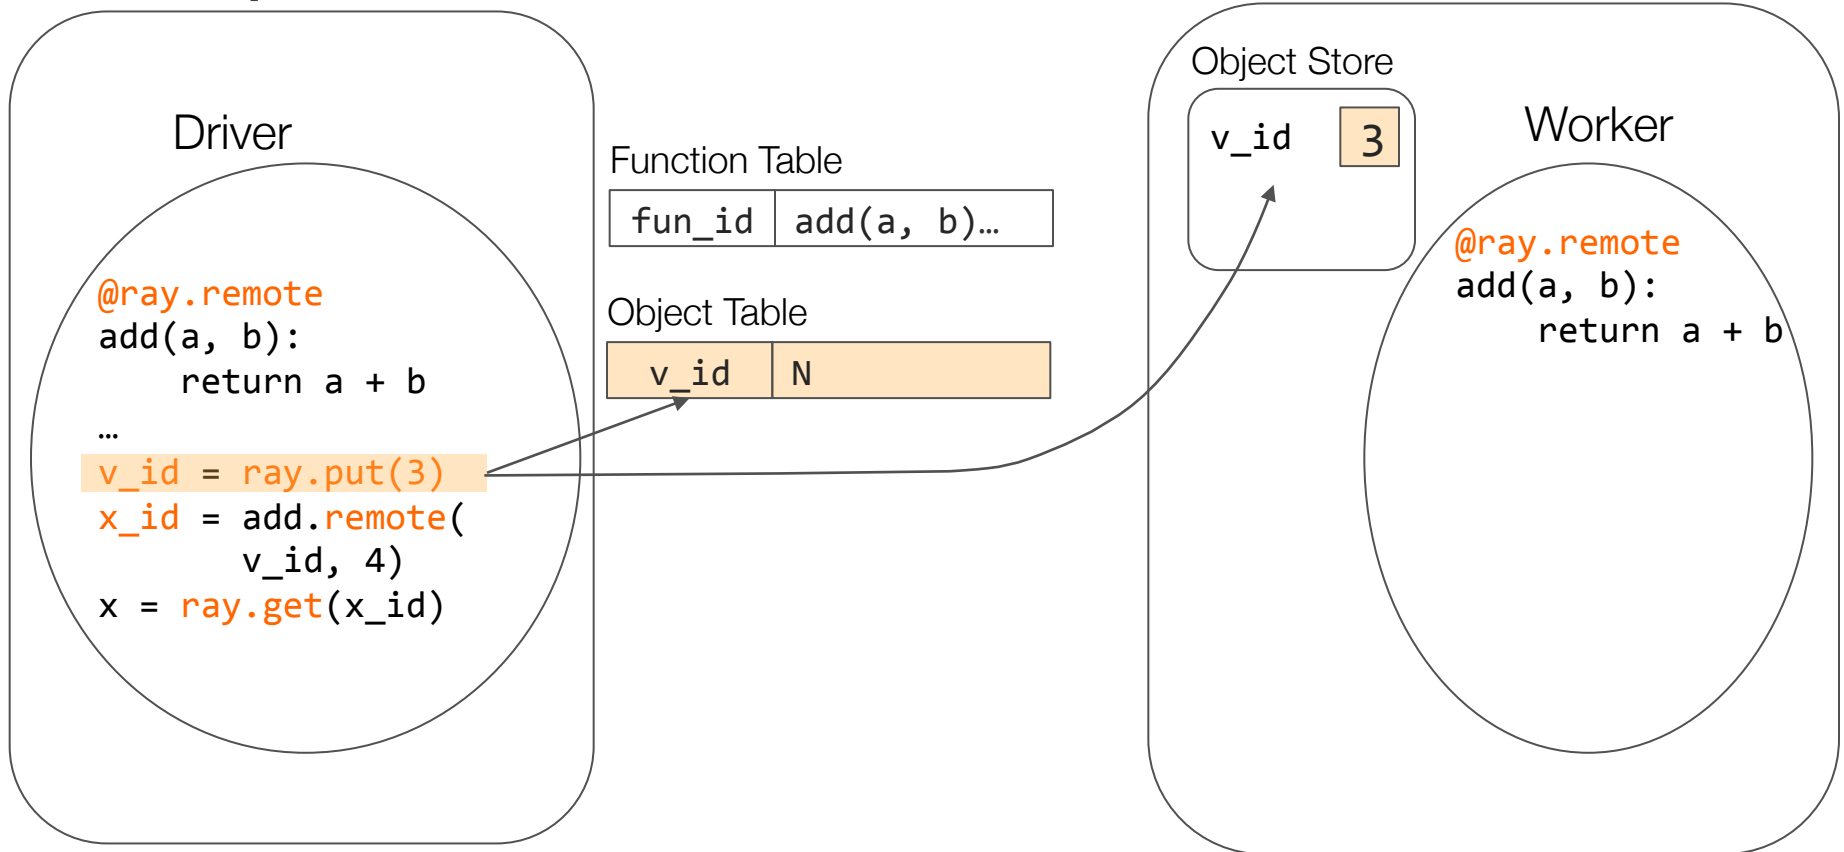 Driver
@ray.remote
add(a, b):
    return a + b
…
v_id = ray.put(3)
x_id = add.remote(
        v_id, 4)
x = ray.get(x_id)
Function Table
fun_id add(a, b)…
Object Table
v_id N
Object Store
v_id 3
Worker
@ray.remote
add(a, b):
    return a + b